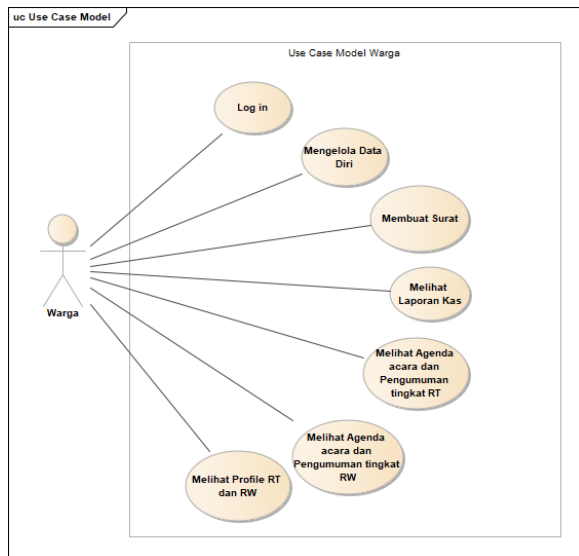 uc Use Case Model
Use Case Model Warga
Log in
Mengelola Data
Diri
Membuat Surat
Melihat
Laporan Kas
Melihat Agenda
acara dan
Pengumuman
tingkat RT
Melihat Agenda
acara dan
Pengumuman tingkat
RW
Melihat Profile RT
dan RW
Warga